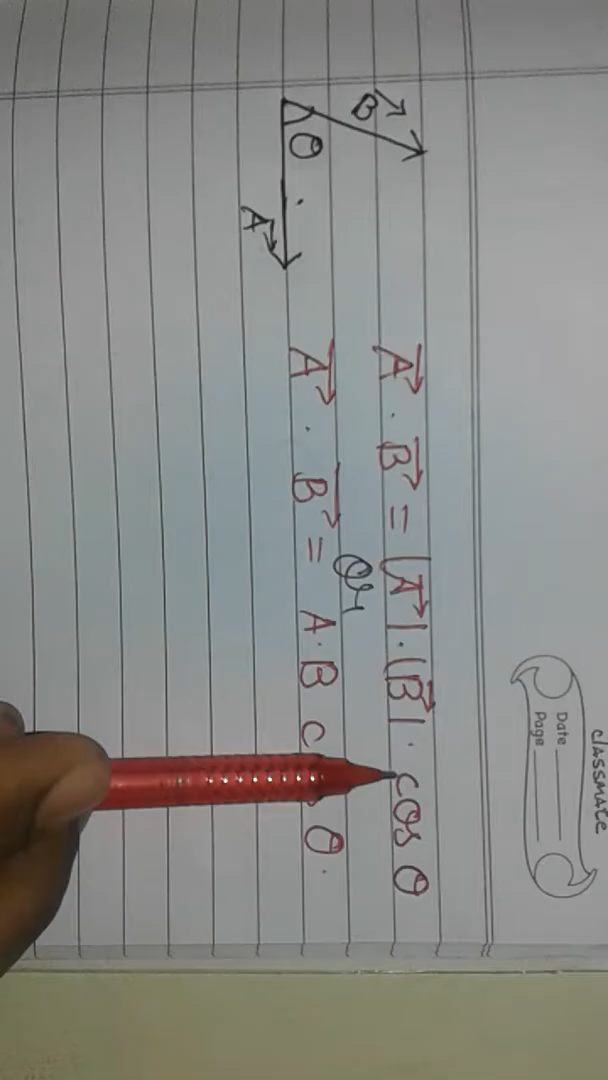 classmate
Date
Page
B⃗
θ
A⃗
A⃗ · B⃗ = |A⃗| · |B⃗| · cos θ
Or
A⃗ · B⃗ = A · B cos θ.